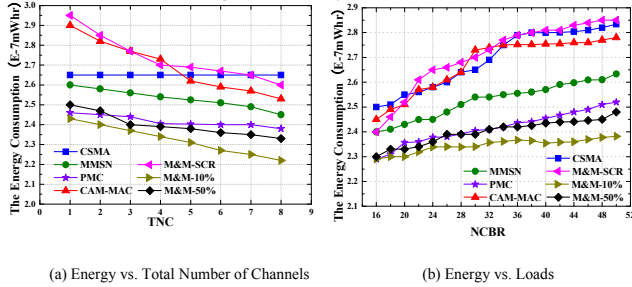 The Energy Consumption (E-7mWhr)
3.0
2.9
2.8
2.7
2.6
2.5
2.4
2.3
2.2
2.1
2.0
CSMA
MMSN
PMC
CAM-MAC
M&M-SCR
M&M-10%
M&M-50%
0 1 2 3 4 5 6 7 8 9
TNC
(a) Energy vs. Total Number of Channels
The Energy Consumption (E-7mWhr)
2.9
2.8
2.7
2.6
2.5
2.4
2.3
2.2
2.1
MMSN
PMC
CAM-MAC
CSMA
M&M-SCR
M&M-10%
M&M-50%
16 20 24 28 32 36 40 44 48 52
NCBR
(b) Energy vs. Loads